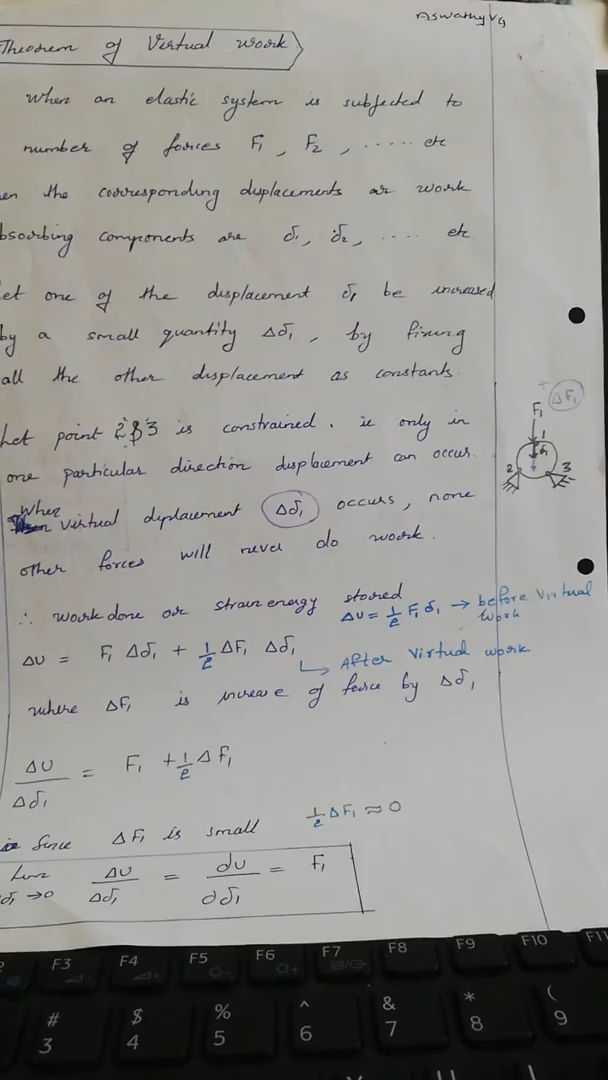 Aswathy VG
Theorem of Virtual work
when an elastic system is subjected to
number of forces F₁, F₂, ..... etc
en the corresponding displacements or work
bsorbing components are δ₁, δ₂, .... etc.
et one of the displacement δ₁ be increased
by a small quantity Δδ₁, by fixing
all the other displacement as constants.
Let point 2 & 3 is constrained. ie only in
one particular direction displacement can occur.
When virtual displacement Δδ₁ occurs, none
other forces will never do work.
∴ work done or strain energy stored
ΔU = 1/2 F₁ δ₁ → before virtual work
ΔU = F₁ Δδ₁ + 1/2 ΔF₁ Δδ₁
↳ After virtual work.
where ΔF₁ is increase of force by Δδ₁
ΔU/Δδ₁ = F₁ + 1/2 ΔF₁
Since ΔF₁ is small 1/2 ΔF₁ ≈ 0
δ₁ → 0 ΔU/Δδ₁ = ∂U/∂δ₁ = F₁
ΔF₁
F₁
1
δ₁
2 3
F3 F4 F5 F6 F7 F8 F9 F10 F11
# $ % ^ & * (
3 4 5 6 7 8 9